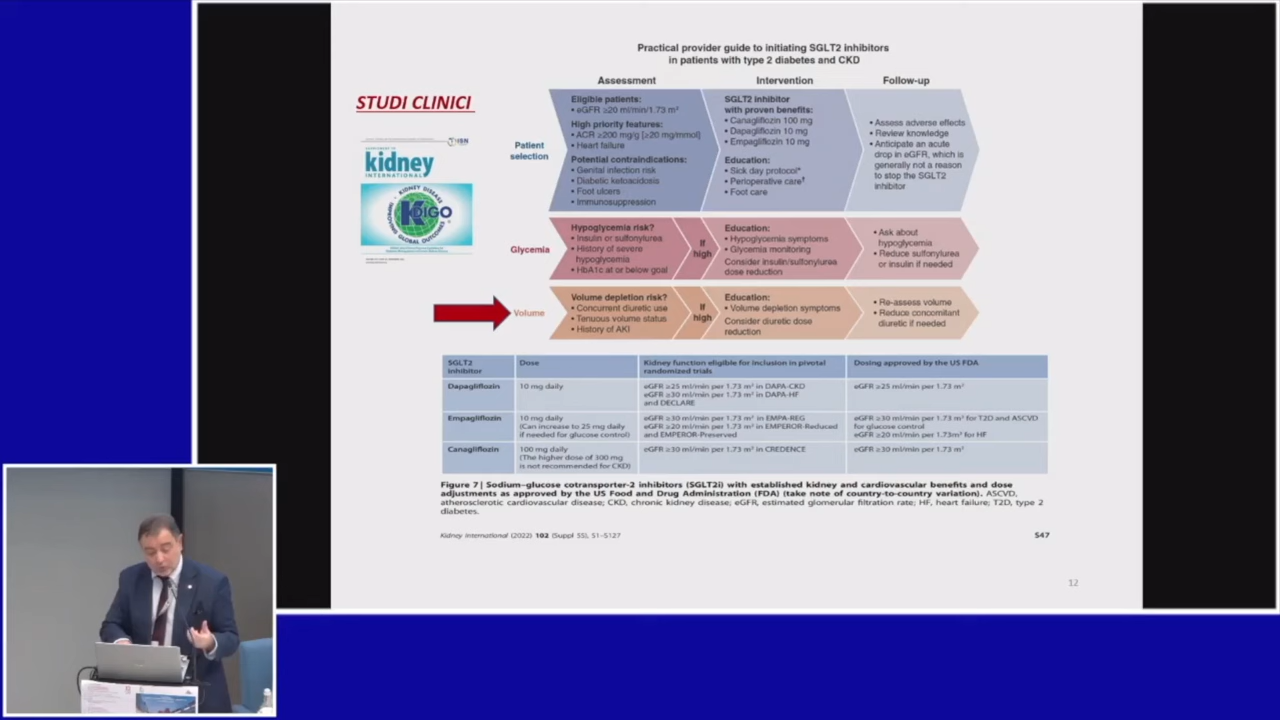 Practical provider guide to initiating SGLT2 inhibitors
in patients with type 2 diabetes and CKD
STUDI CLINICI
ISN
kidney
INTERNATIONAL
KIDNEY DISEASE
KDIGO
IMPROVING GLOBAL OUTCOMES
Assessment
Intervention
Follow-up
Patient
selection
Eligible patients:
• eGFR ≥20 ml/min/1.73 m²
High priority features:
• ACR ≥200 mg/g [≥20 mg/mmol]
• Heart failure
Potential contraindications:
• Genital infection risk
• Diabetic ketoacidosis
• Foot ulcers
• Immunosuppression
SGLT2 inhibitor
with proven benefits:
• Canagliflozin 100 mg
• Dapagliflozin 10 mg
• Empagliflozin 10 mg
Education:
• Sick day protocol*
• Perioperative care†
• Foot care
• Assess adverse effects
• Review knowledge
• Anticipate an acute
drop in eGFR, which is
generally not a reason
to stop the SGLT2
inhibitor
Glycemia
Hypoglycemia risk?
• Insulin or sulfonylurea
• History of severe
hypoglycemia
• HbA1c at or below goal
If
high
Education:
• Hypoglycemia symptoms
• Glycemia monitoring
Consider insulin/sulfonylurea
dose reduction
• Ask about
hypoglycemia
• Reduce sulfonylurea
or insulin if needed
Volume
Volume depletion risk?
• Concurrent diuretic use
• Tenuous volume status
• History of AKI
If
high
Education:
• Volume depletion symptoms
Consider diuretic dose
reduction
• Re-assess volume
• Reduce concomitant
diuretic if needed
SGLT2
inhibitor
Dose
Kidney function eligible for inclusion in pivotal
randomized trials
Dosing approved by the US FDA
Dapagliflozin
10 mg daily
eGFR ≥25 ml/min per 1.73 m² in DAPA-CKD
eGFR ≥30 ml/min per 1.73 m² in DAPA-HF
and DECLARE
eGFR ≥25 ml/min per 1.73 m²
Empagliflozin
10 mg daily
(Can increase to 25 mg daily
if needed for glucose control)
eGFR ≥30 ml/min per 1.73 m² in EMPA-REG
eGFR ≥20 ml/min per 1.73 m² in EMPEROR-Reduced
and EMPEROR-Preserved
eGFR ≥30 ml/min per 1.73 m² for T2D and ASCVD
for glucose control
eGFR ≥20 ml/min per 1.73m² for HF
Canagliflozin
100 mg daily
(The higher dose of 300 mg
is not recommended for CKD)
eGFR ≥30 ml/min per 1.73 m² in CREDENCE
eGFR ≥30 ml/min per 1.73 m²
Figure 7 | Sodium–glucose cotransporter-2 inhibitors (SGLT2i) with established kidney and cardiovascular benefits and dose
adjustments as approved by the US Food and Drug Administration (FDA) (take note of country-to-country variation). ASCVD,
atherosclerotic cardiovascular disease; CKD, chronic kidney disease; eGFR, estimated glomerular filtration rate; HF, heart failure; T2D, type 2
diabetes.
Kidney International (2022) 102 (Suppl 5S), S1–S127
S47
12